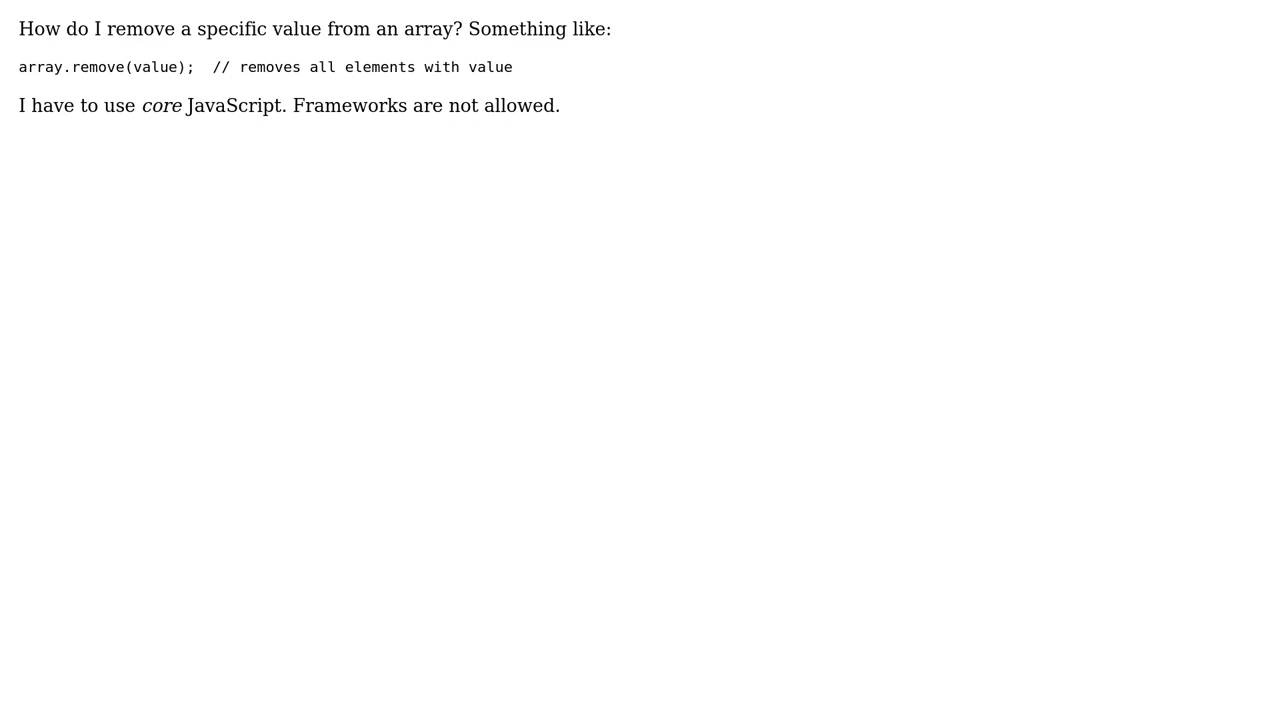 How do I remove a specific value from an array? Something like:
array.remove(value);  // removes all elements with value
I have to use core JavaScript. Frameworks are not allowed.